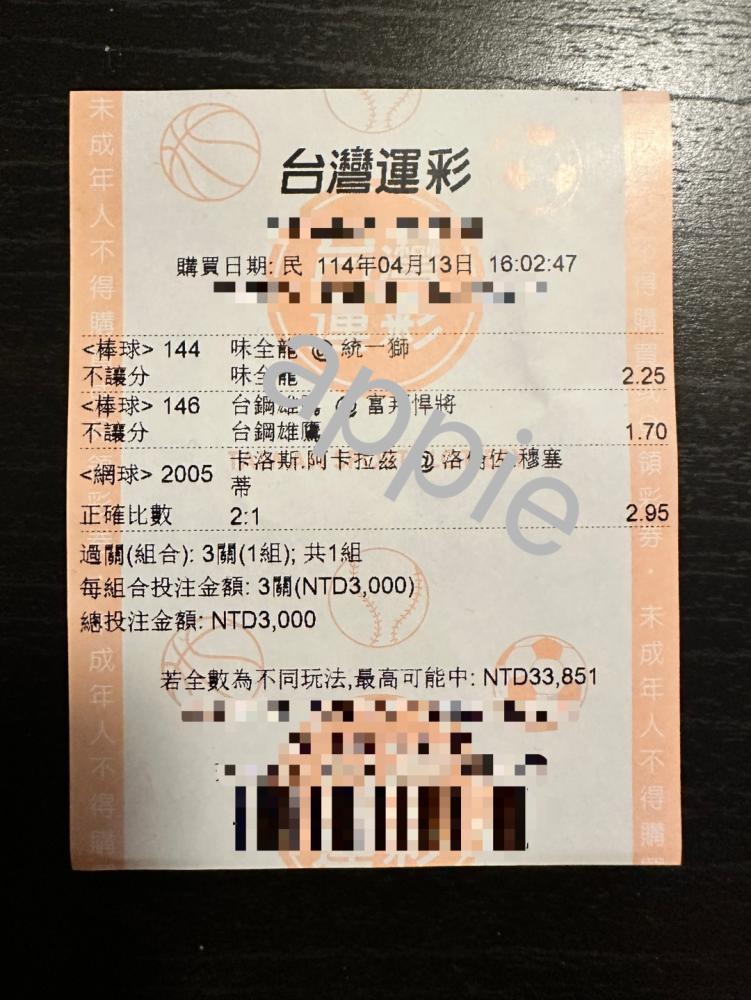 台灣運彩
購買日期: 民 114年04月13日 16:02:47
<棒球> 144 味全龍 @ 統一獅
不讓分 味全龍 2.25
<棒球> 146 台鋼雄鷹 @ 富邦悍將
不讓分 台鋼雄鷹 1.70
<網球> 2005 卡洛斯.阿卡拉茲 @ 洛倫佐.穆塞
蒂
正確比數 2:1 2.95
過關(組合): 3關(1組); 共1組
每組合投注金額: 3關(NTD3,000)
總投注金額: NTD3,000
若全數為不同玩法,最高可能中: NTD33,851
appie
未成年人不得購
領彩券
未成年人不得購